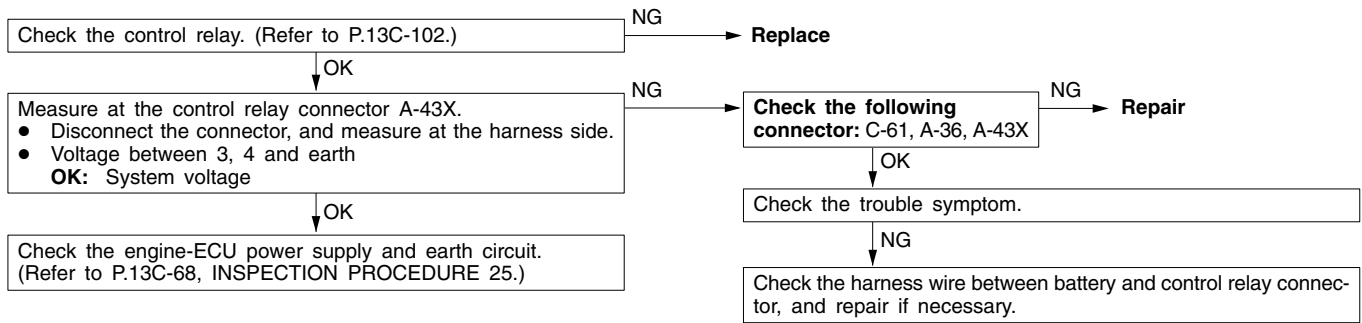 Check the control relay. (Refer to P.13C-102.)
NG
Replace
OK
Measure at the control relay connector A-43X.
● Disconnect the connector, and measure at the harness side.
● Voltage between 3, 4 and earth
OK: System voltage
NG
Check the following
connector: C-61, A-36, A-43X
NG
Repair
OK
Check the trouble symptom.
NG
Check the harness wire between battery and control relay connec-
tor, and repair if necessary.
OK
Check the engine-ECU power supply and earth circuit.
(Refer to P.13C-68, INSPECTION PROCEDURE 25.)